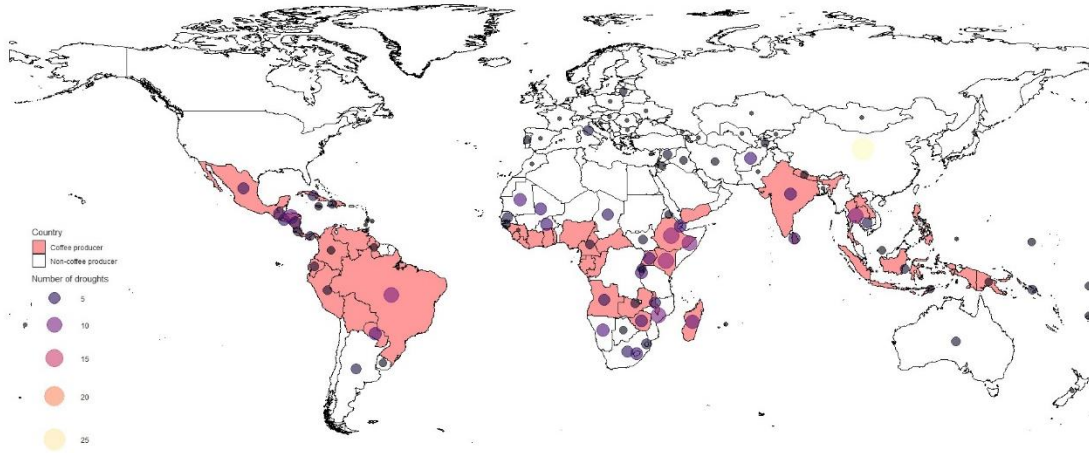 Country
Coffee producer
Non-coffee producer
Number of droughts
5
10
15
20
25